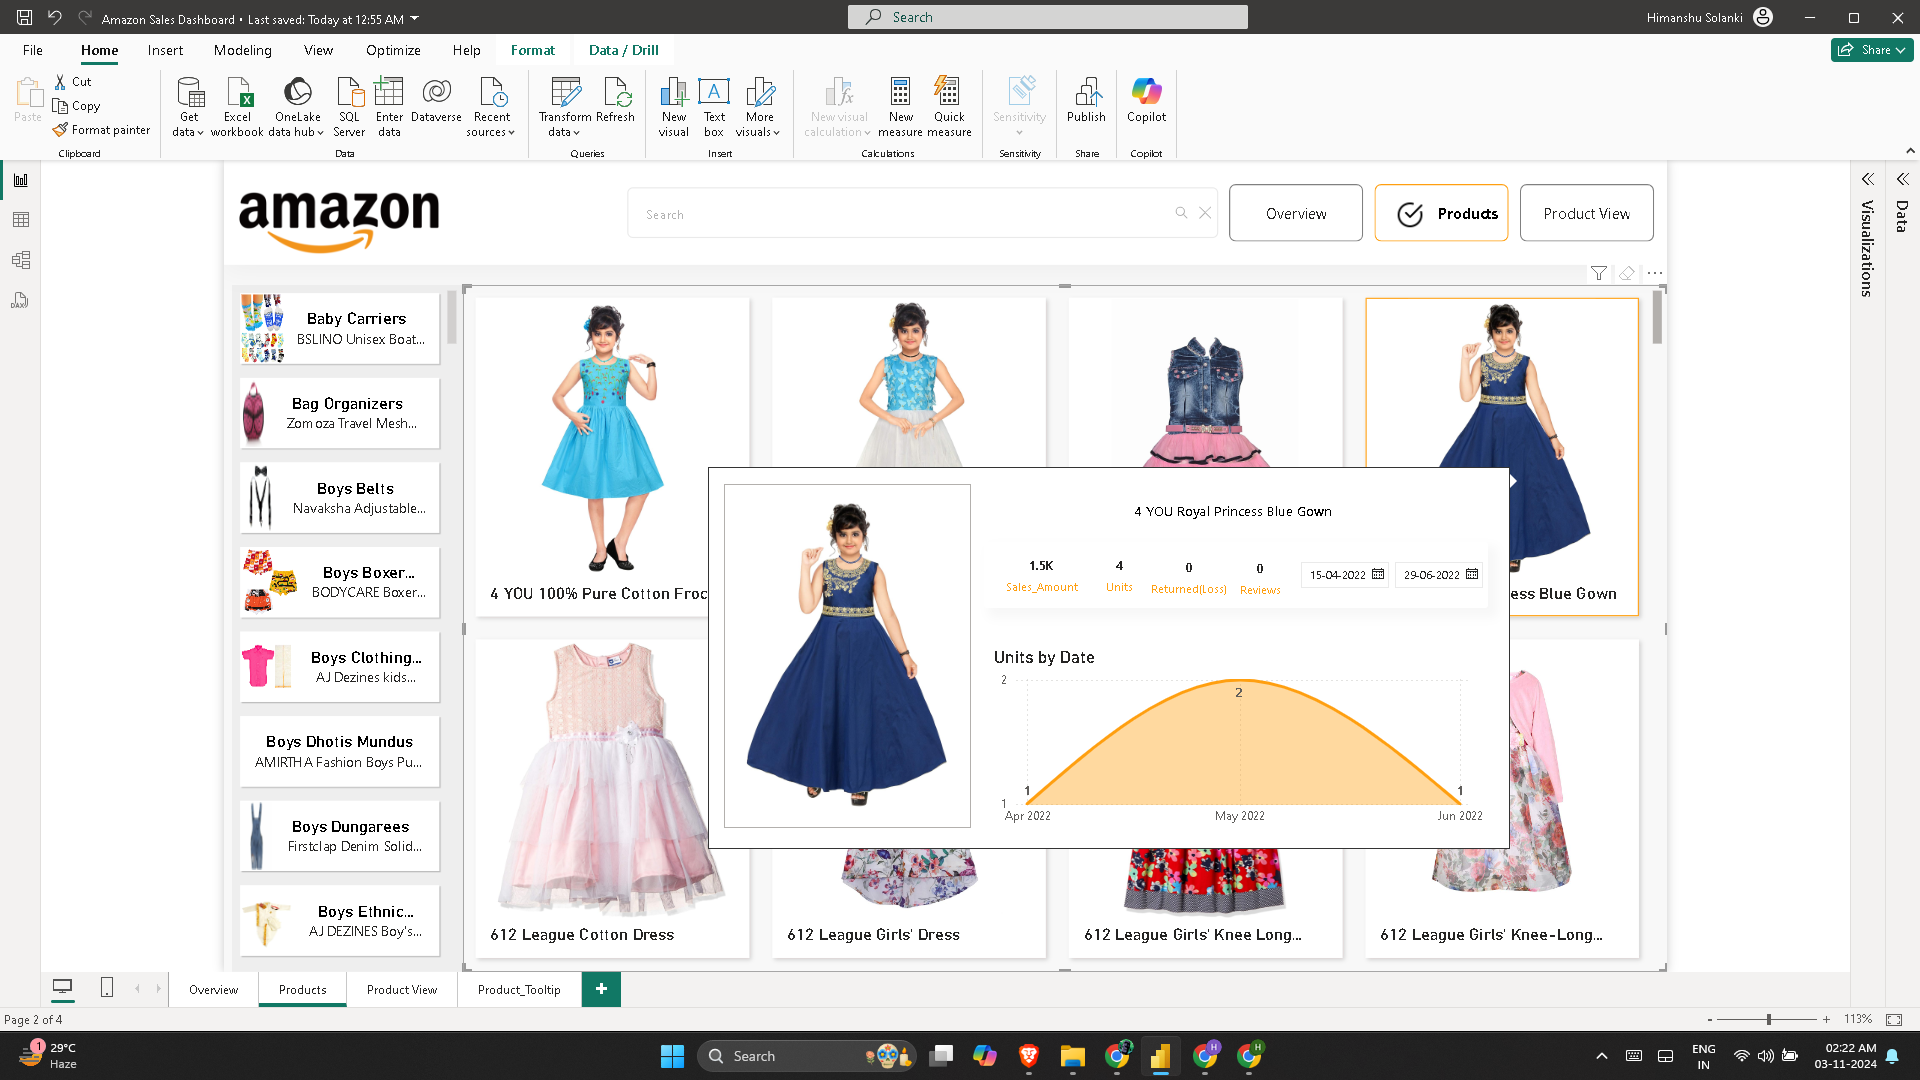 Amazon Sales Dashboard • Last saved: Today at 12:55 AM
Search
Himanshu Solanki
File
Home
Insert
Modeling
View
Optimize
Help
Format
Data / Drill
Share
Paste
Cut
Copy
Format painter
Clipboard
Get
data
Excel
workbook
OneLake
data hub
SQL
Server
Enter
data
Dataverse
Recent
sources
Data
Transform
data
Refresh
Queries
New
visual
Text
box
More
visuals
Insert
New visual
calculation
New
measure
Quick
measure
Calculations
Sensitivity
Sensitivity
Publish
Share
Copilot
Copilot
amazon
Search
Overview
Products
Product View
Visualizations
Data
Baby Carriers
BSLINO Unisex Boat...
Bag Organizers
Zomoza Travel Mesh...
Boys Belts
Navaksha Adjustable...
Boys Boxer...
BODYCARE Boxer...
Boys Clothing...
AJ Dezines kids...
Boys Dhotis Mundus
AMIRTHA Fashion Boys Pu...
Boys Dungarees
Firstclap Denim Solid...
Boys Ethnic...
AJ DEZINES Boy's...
4 YOU 100% Pure Cotton Froc
ess Blue Gown
4 YOU Royal Princess Blue Gown
1.5K
Sales_Amount
4
Units
0
Returned(Loss)
0
Reviews
15-04-2022
29-06-2022
Units by Date
2
2
1
1
1
Apr 2022
May 2022
Jun 2022
612 League Cotton Dress
612 League Girls' Dress
612 League Girls' Knee Long...
612 League Girls' Knee-Long...
Overview
Products
Product View
Product_Tooltip
+
Page 2 of 4
- + 113%
1
29°C
Haze
Search
H
H
ENG
IN
02:22 AM
03-11-2024